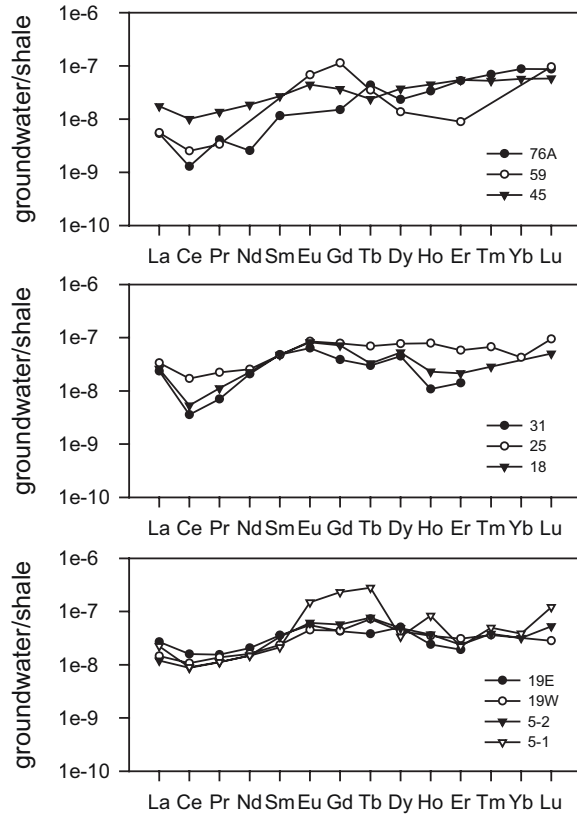 groundwater/shale
1e-6
1e-7
1e-8
1e-9
1e-10
76A
59
45
La Ce Pr Nd Sm Eu Gd Tb Dy Ho Er Tm Yb Lu
groundwater/shale
1e-6
1e-7
1e-8
1e-9
1e-10
31
25
18
La Ce Pr Nd Sm Eu Gd Tb Dy Ho Er Tm Yb Lu
groundwater/shale
1e-6
1e-7
1e-8
1e-9
1e-10
19E
19W
5-2
5-1
La Ce Pr Nd Sm Eu Gd Tb Dy Ho Er Tm Yb Lu